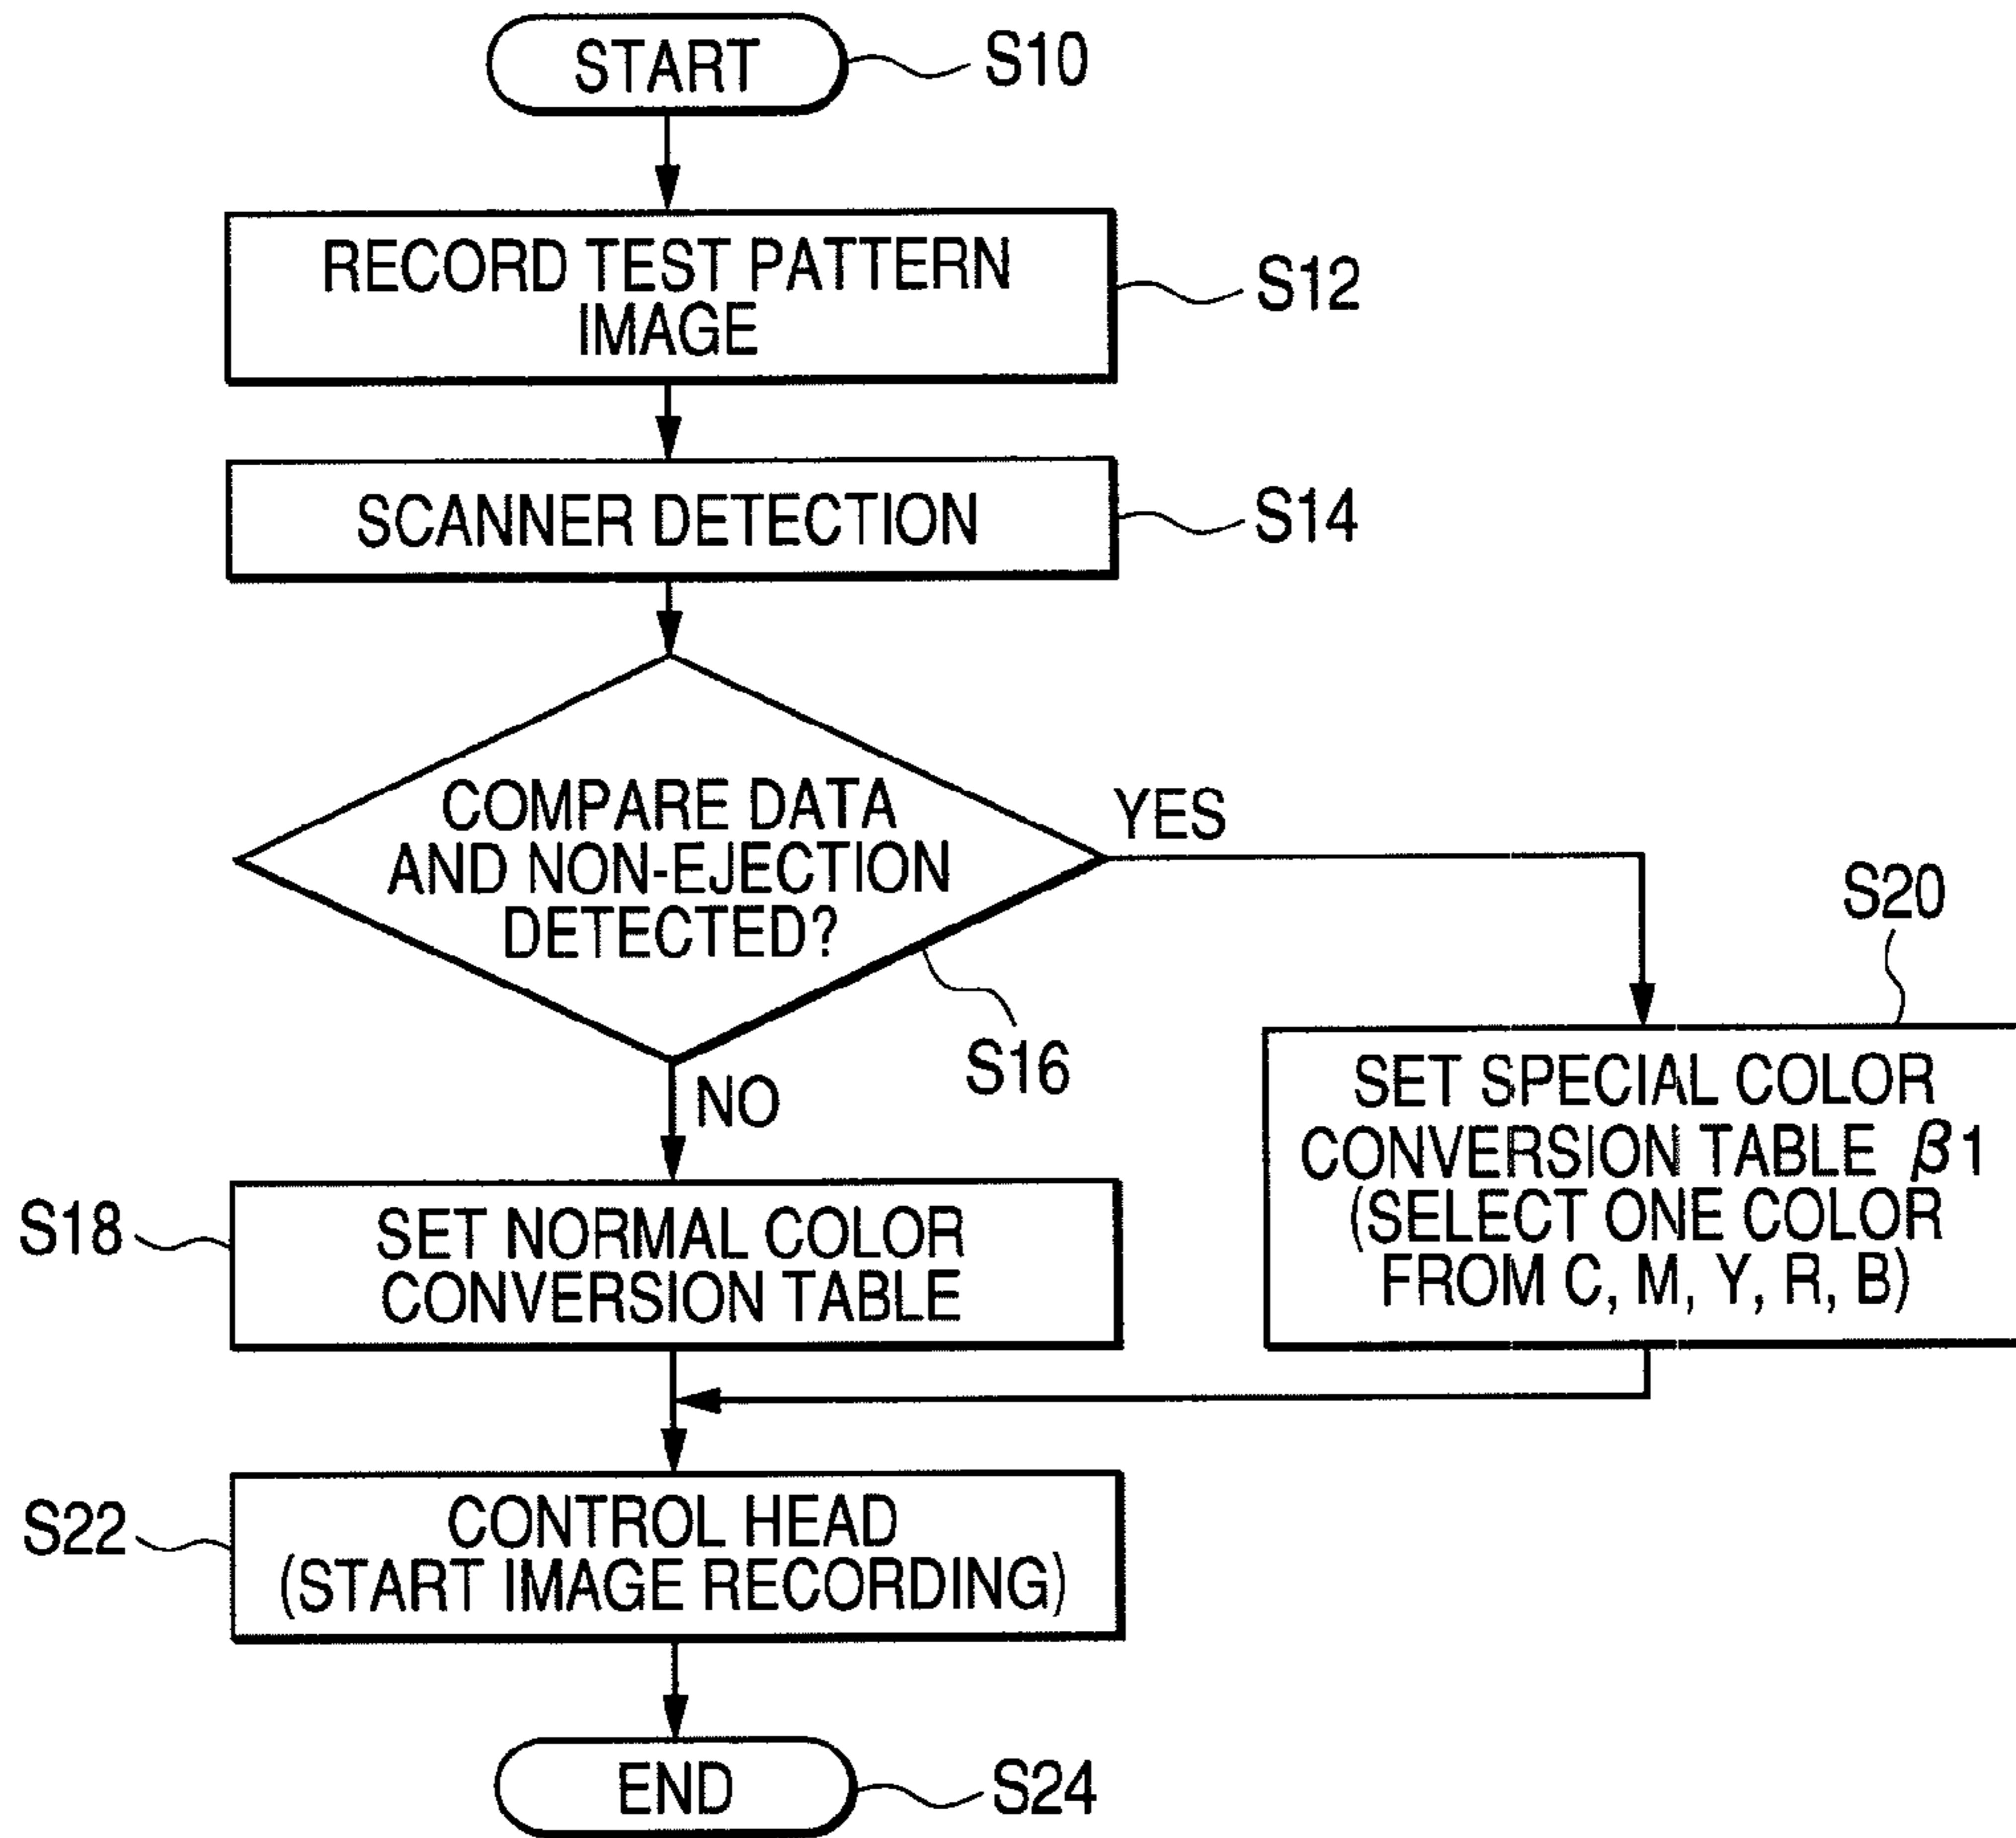 START
S10
RECORD TEST PATTERN
IMAGE
S12
SCANNER DETECTION
S14
COMPARE DATA
AND NON-EJECTION
DETECTED?
YES
S16
NO
S20
SET SPECIAL COLOR
CONVERSION TABLE β1
(SELECT ONE COLOR
FROM C, M, Y, R, B)
S18
SET NORMAL COLOR
CONVERSION TABLE
S22
CONTROL HEAD
(START IMAGE RECORDING)
END
S24